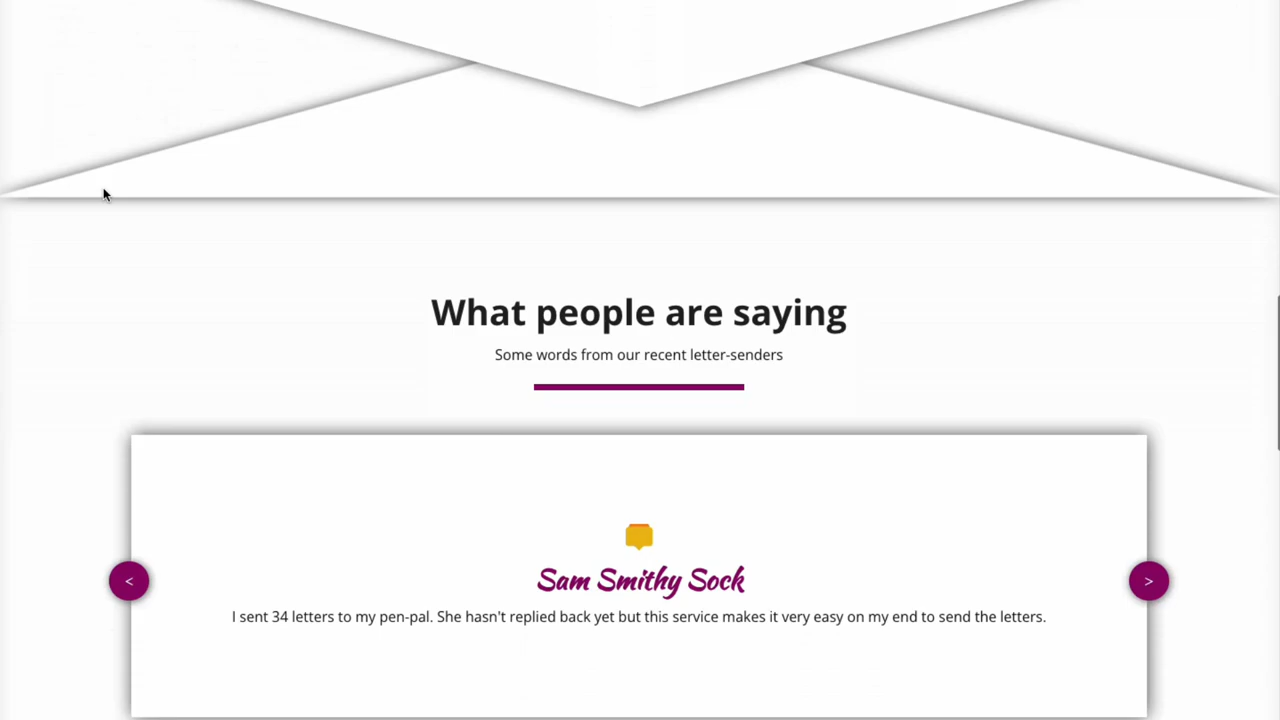 What people are saying
Some words from our recent letter-senders
Sam Smithy Sock
<
>
I sent 34 letters to my pen-pal. She hasn't replied back yet but this service makes it very easy on my end to send the letters.